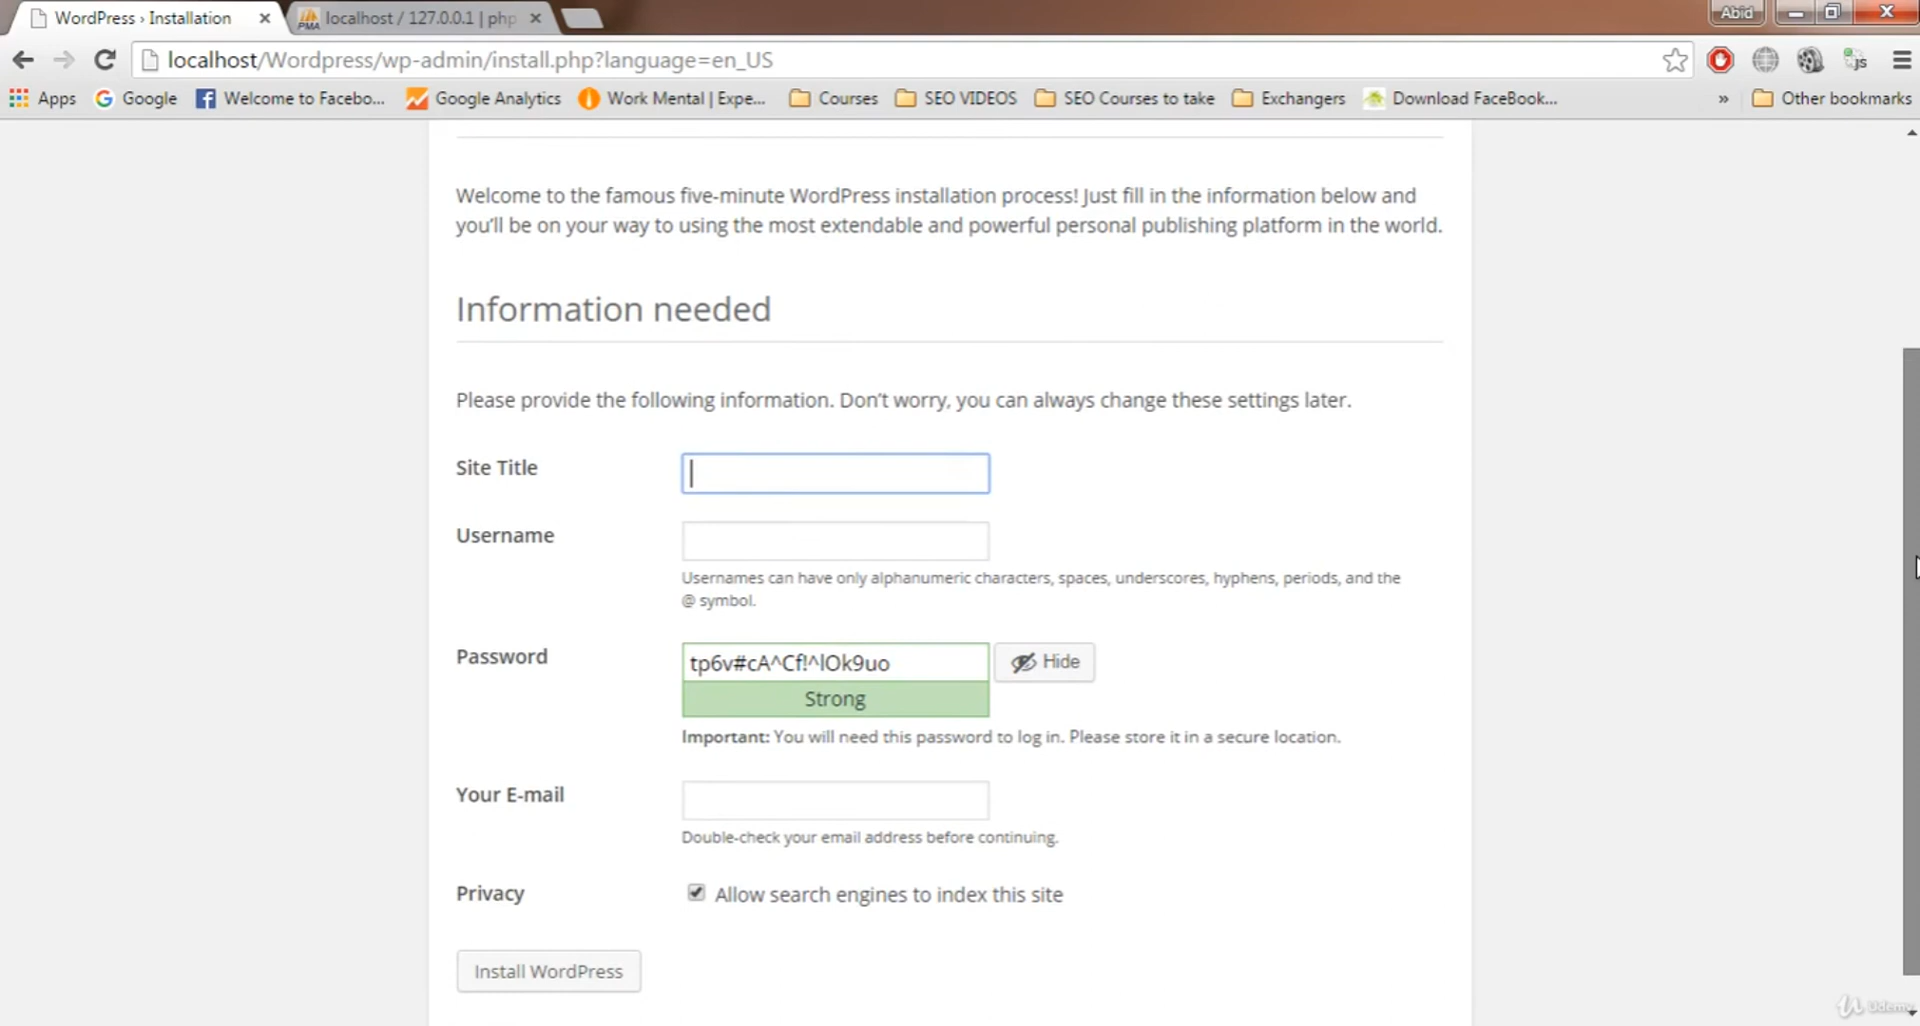 WordPress › Installation
localhost / 127.0.0.1 | php
Abid
localhost/Wordpress/wp-admin/install.php?language=en_US
js
Apps
Google
Welcome to Facebo...
Google Analytics
Work Mental | Expe...
Courses
SEO VIDEOS
SEO Courses to take
Exchangers
Download FaceBook...
»
Other bookmarks
Welcome to the famous five-minute WordPress installation process! Just fill in the information below and
you’ll be on your way to using the most extendable and powerful personal publishing platform in the world.
Information needed
Please provide the following information. Don’t worry, you can always change these settings later.
Site Title
Username
Usernames can have only alphanumeric characters, spaces, underscores, hyphens, periods, and the
@ symbol.
Password
tp6v#cA^Cf!^lOk9uo
Hide
Strong
Important: You will need this password to log in. Please store it in a secure location.
Your E-mail
Double-check your email address before continuing.
Privacy
Allow search engines to index this site
Install WordPress
Udemy